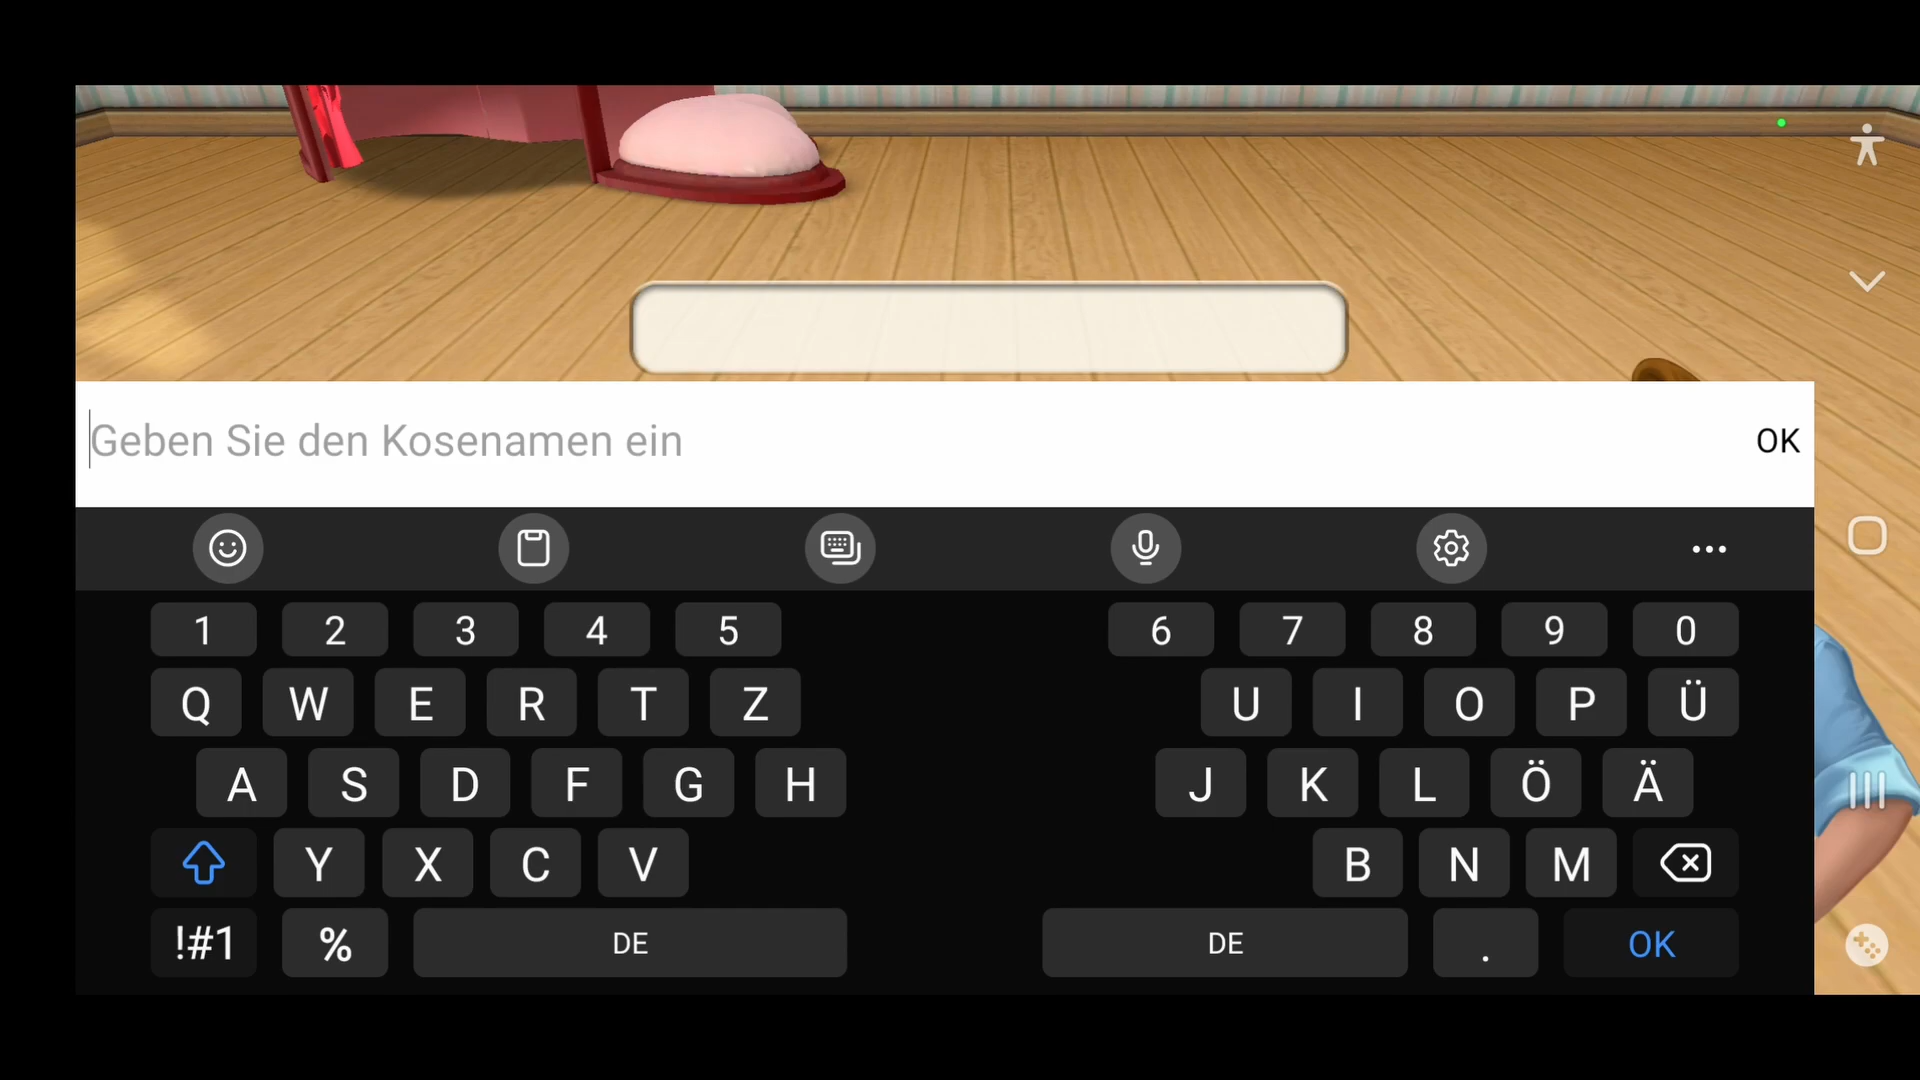 Geben Sie den Kosenamen ein
OK
1 2 3 4 5 6 7 8 9 0
Q W E R T Z U I O P Ü
A S D F G H J K L Ö Ä
Y X C V B N M
!#1 % DE DE . OK